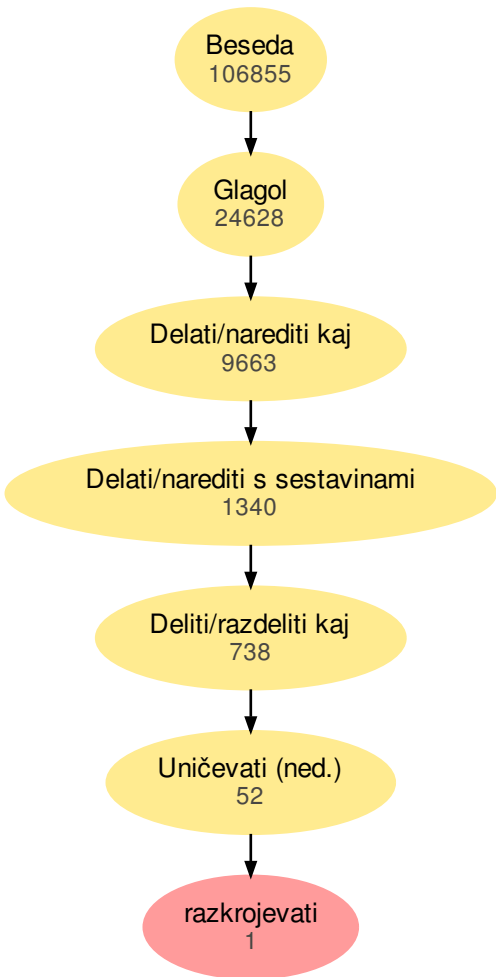 Beseda
106855
Glagol
24628
Delati/narediti kaj
9663
Delati/narediti s sestavinami
1340
Deliti/razdeliti kaj
738
Uničevati (ned.)
52
razkrojevati
1